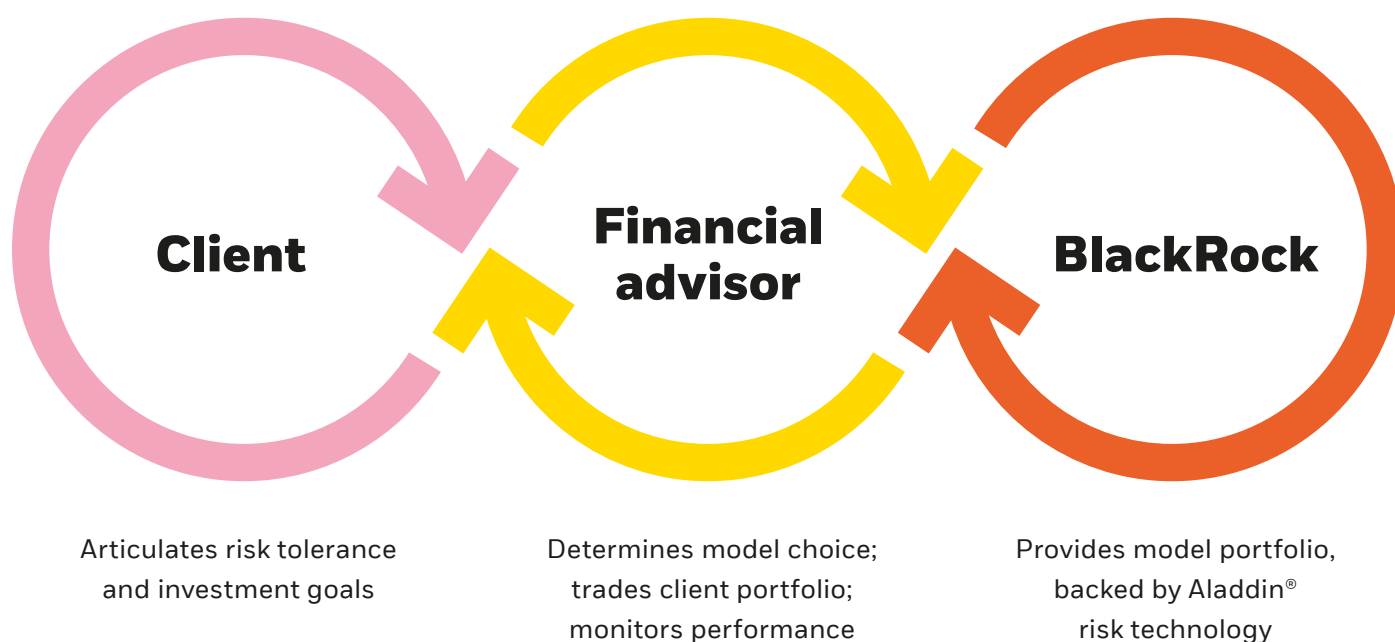 Client
Financial
advisor
BlackRock
Articulates risk tolerance
and investment goals
Determines model choice;
trades client portfolio;
monitors performance
Provides model portfolio,
backed by Aladdin®
risk technology